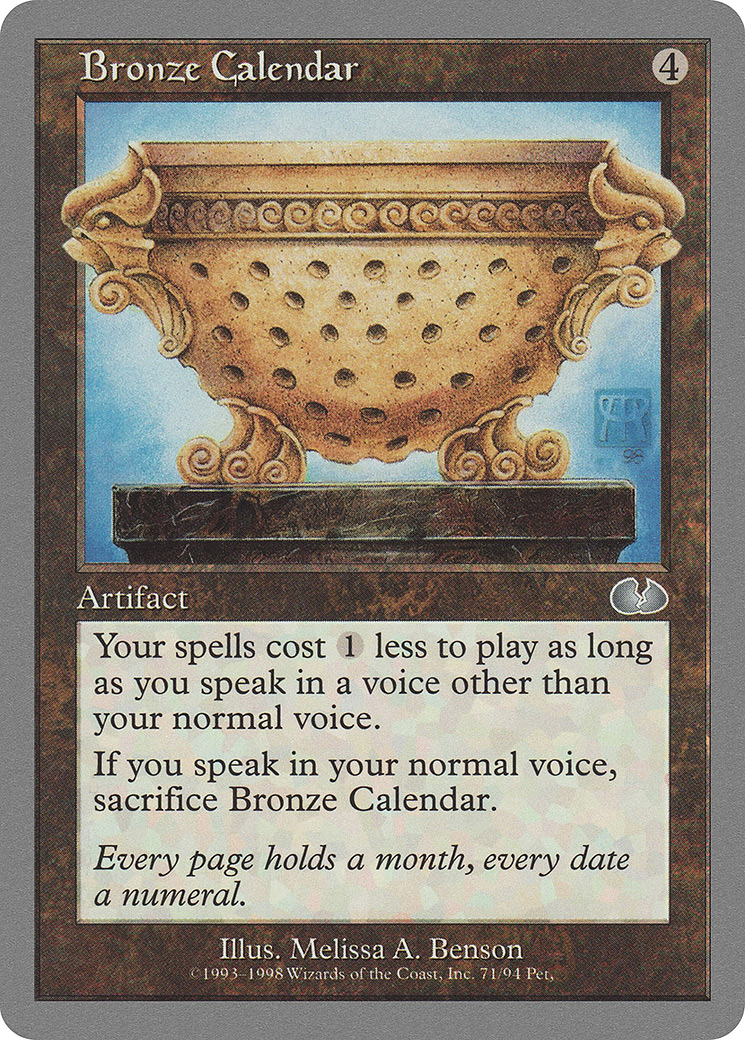 Bronze Calendar
4
Artifact
Your spells cost 1 less to play as long
as you speak in a voice other than
your normal voice.
If you speak in your normal voice,
sacrifice Bronze Calendar.
Every page holds a month, every date
a numeral.
Illus. Melissa A. Benson
©1993–1998 Wizards of the Coast, Inc. 71/94 Pet,